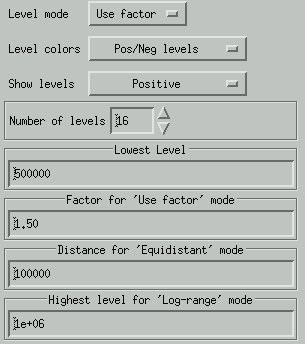 Level mode Use factor
Level colors Pos/Neg levels
Show levels Positive
Number of levels 16
Lowest Level
500000
Factor for 'Use factor' mode
1.50
Distance for 'Equidistant' mode
100000
Highest level for 'Log-range' mode
1e+06